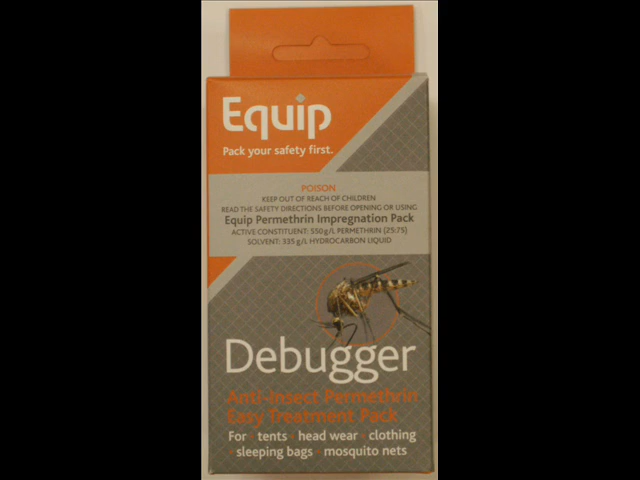 Equip
Pack your safety first.
POISON
KEEP OUT OF REACH OF CHILDREN
READ THE SAFETY DIRECTIONS BEFORE OPENING OR USING
Equip Permethrin Impregnation Pack
ACTIVE CONSTITUENT: 550 g/L PERMETHRIN (25:75)
SOLVENT: 335 g/L HYDROCARBON LIQUID
Debugger
Anti-Insect Permethrin
Easy Treatment Pack
For • tents • head wear • clothing
• sleeping bags • mosquito nets